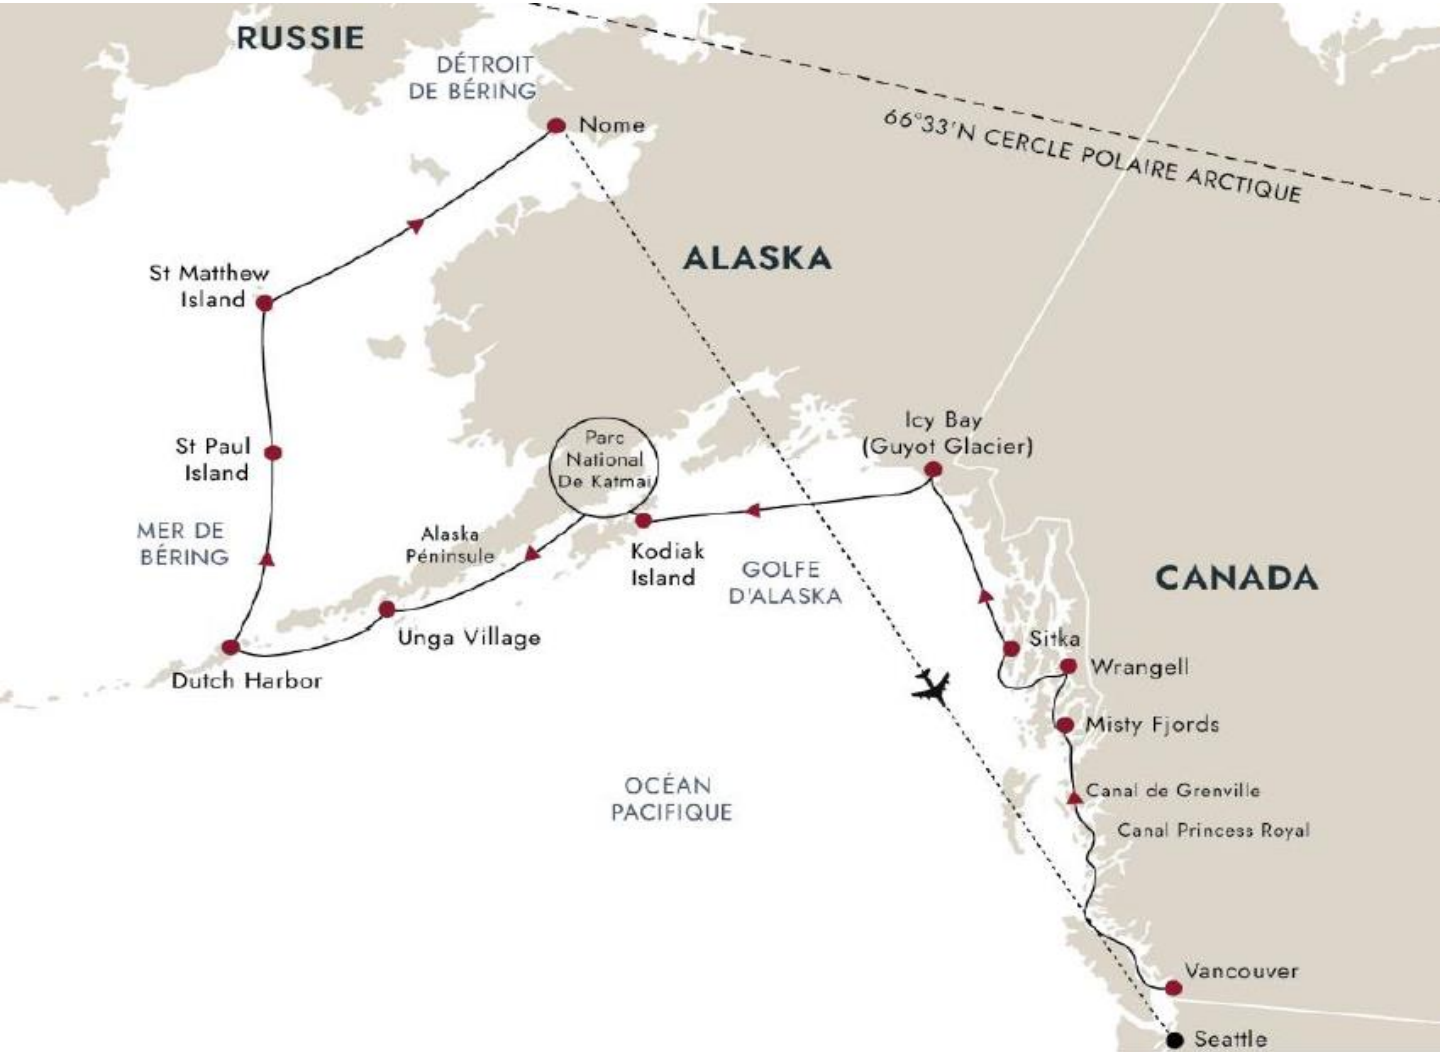 RUSSIE
DÉTROIT
DE BÉRING
Nome
66°33'N CERCLE POLAIRE ARCTIQUE
ALASKA
St Matthew
Island
Icy Bay
(Guyot Glacier)
Parc
National
De Katmai
St Paul
Island
MER DE
BÉRING
Alaska
Péninsule
Kodiak
Island
GOLFE
D'ALASKA
CANADA
Unga Village
Sitka
Wrangell
Dutch Harbor
Misty Fjords
OCÉAN
PACIFIQUE
Canal de Grenville
Canal Princess Royal
Vancouver
Seattle